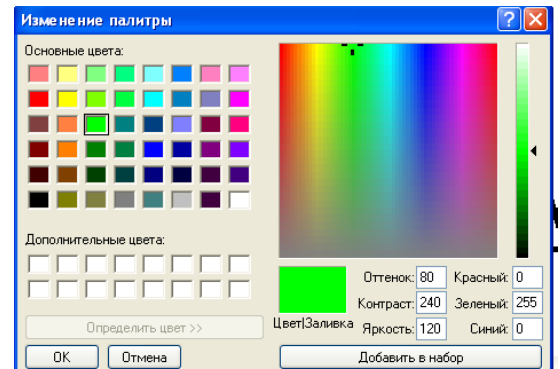 Изменение палитры
Основные цвета:
Дополнительные цвета:
Определить цвет >>
OK
Отмена
Цвет|Заливка
Оттенок: 80
Красный: 0
Контраст: 240
Зеленый: 255
Яркость: 120
Синий: 0
Добавить в набор